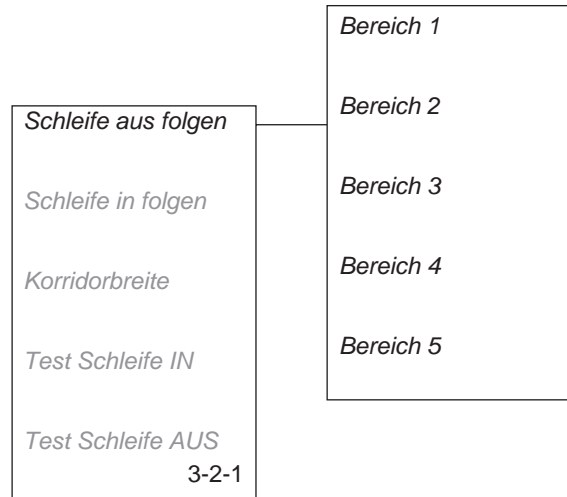 Schleife aus folgen
Schleife in folgen
Korridorbreite
Test Schleife IN
Test Schleife AUS
3-2-1
Bereich 1
Bereich 2
Bereich 3
Bereich 4
Bereich 5